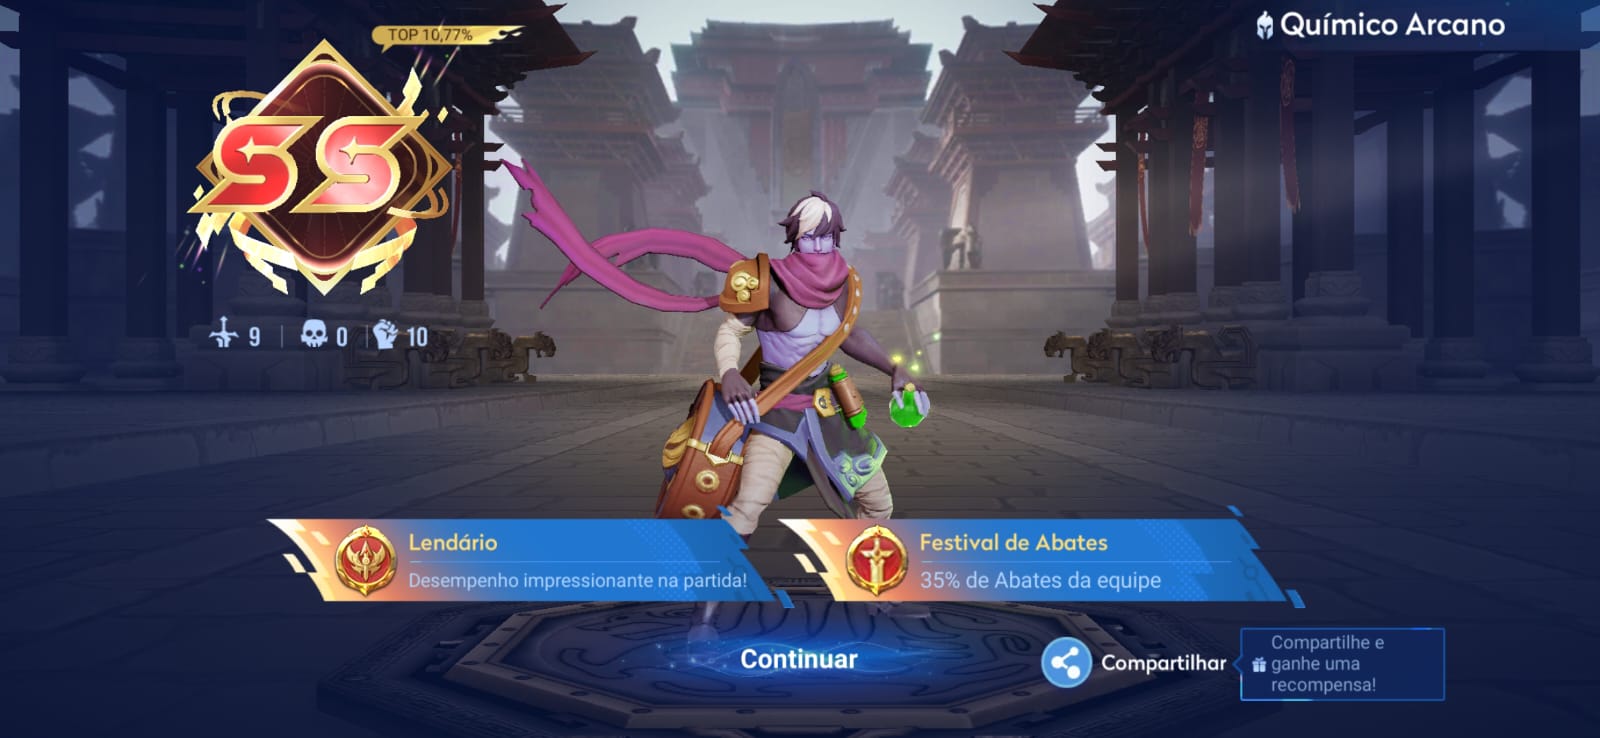 TOP 10,77%
Químico Arcano
SS
9 | 0 | 10
Lendário
Desempenho impressionante na partida!
Festival de Abates
35% de Abates da equipe
Continuar
Compartilhar
Compartilhe e
ganhe uma
recompensa!